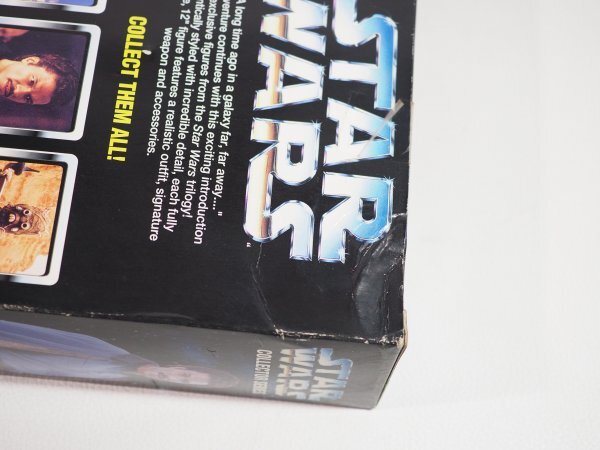 STAR
WARS
"A long time ago in a galaxy far, far away...."
venture continues with this exciting introduction
exclusive figures from the Star Wars trilogy!
entically styled with incredible detail, each fully
12" figure features a realistic outfit, signature
weapon and accessories.
COLLECT THEM ALL!
STAR
WARS
COLLECTOR SERIES